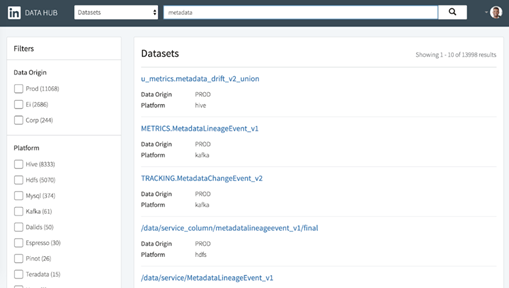 in DATA HUB Datasets metadata
Filters
Data Origin
Prod (11068)
Ei (2686)
Corp (244)
Platform
Hive (8333)
Hdfs (5070)
Mysql (374)
Kafka (61)
Dalids (50)
Espresso (30)
Pinot (26)
Teradata (15)
Datasets
Showing 1 - 10 of 13998 results
u_metrics.metadata_drift_v2_union
Data Origin PROD
Platform hive
METRICS.MetadataLineageEvent_v1
Data Origin PROD
Platform kafka
TRACKING.MetadataChangeEvent_v2
Data Origin PROD
Platform kafka
/data/service_column/metadatalineageevent_v1/final
Data Origin PROD
Platform hdfs
/data/service/MetadataLineageEvent_v1